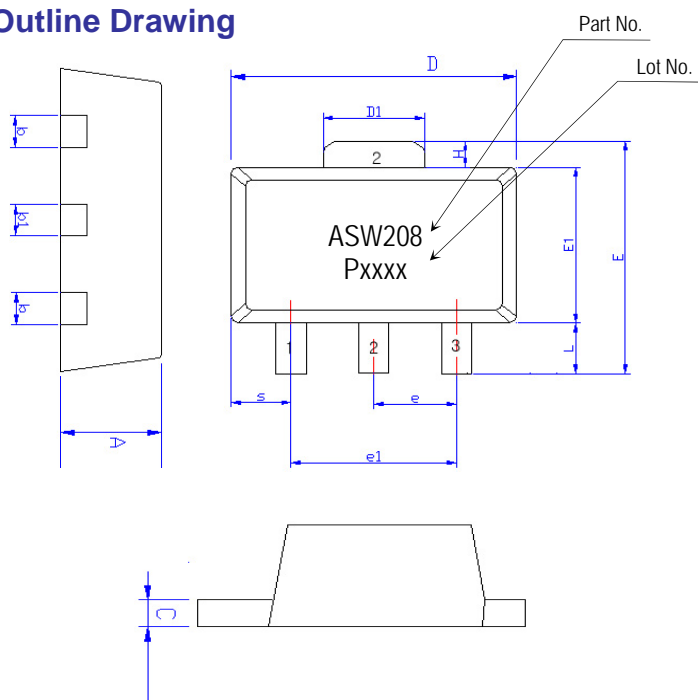 Outline Drawing
Part No.
Lot No.
D
D1
2
H
b
b1
b
ASW208
Pxxxx
E1
E
1
2
3
L
s
e
A
e1
C